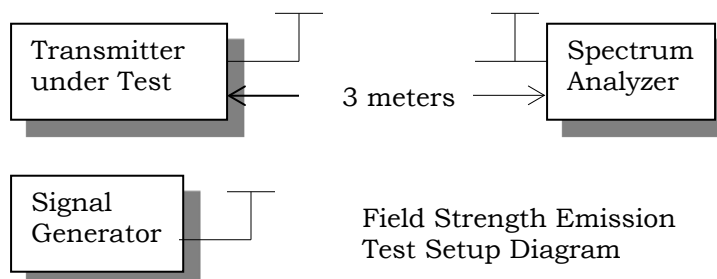 Transmitter
under Test
3 meters
Spectrum
Analyzer
Signal
Generator
Field Strength Emission
Test Setup Diagram